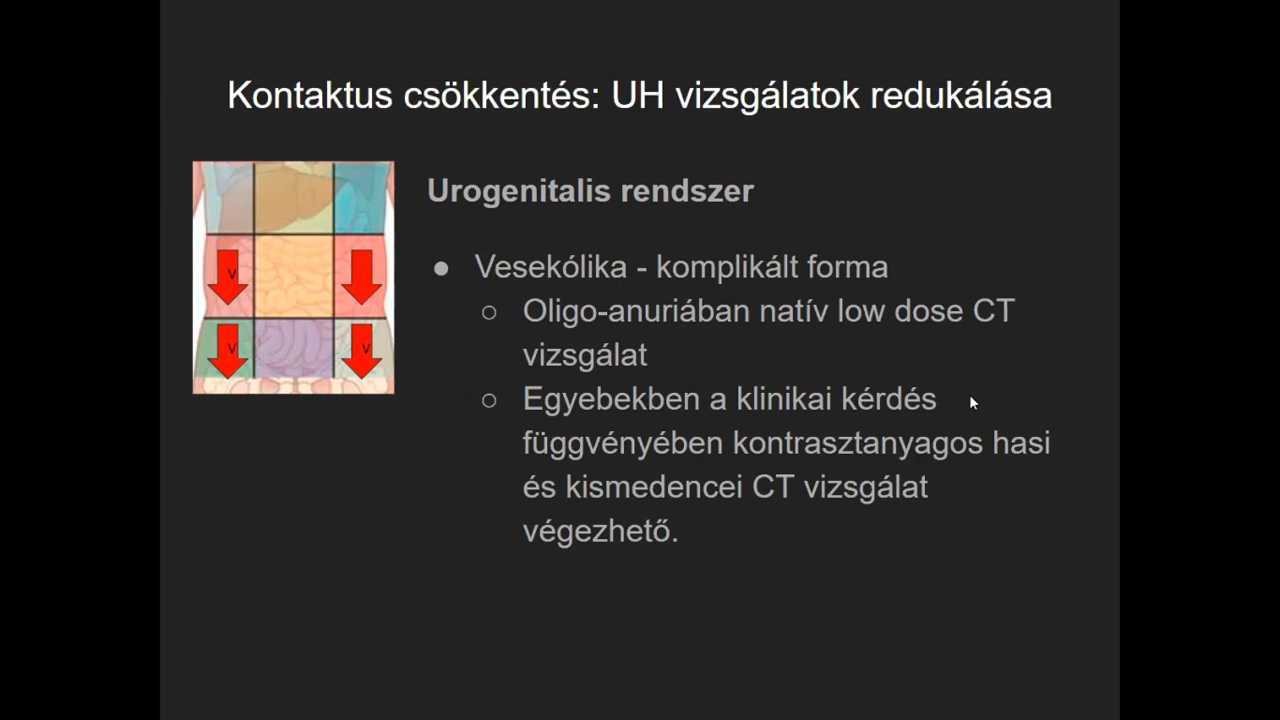 Kontaktus csökkentés: UH vizsgálatok redukálása
Urogenitalis rendszer
● Vesekólika - komplikált forma
○ Oligo-anuriában natív low dose CT
vizsgálat
○ Egyebekben a klinikai kérdés
függvényében kontrasztanyagos hasi
és kismedencei CT vizsgálat
végezhető.
v
v
v